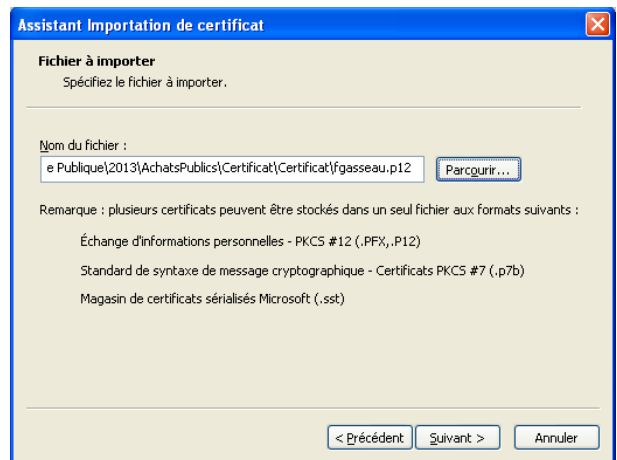 Assistant Importation de certificat
Fichier à importer
Spécifiez le fichier à importer.
Nom du fichier :
e Publique\2013\AchatsPublics\Certificat\Certificat\fgasseau.p12
Parcourir...
Remarque : plusieurs certificats peuvent être stockés dans un seul fichier aux formats suivants :
Échange d'informations personnelles - PKCS #12 (.PFX,.P12)
Standard de syntaxe de message cryptographique - Certificats PKCS #7 (.p7b)
Magasin de certificats sérialisés Microsoft (.sst)
< Précédent
Suivant >
Annuler